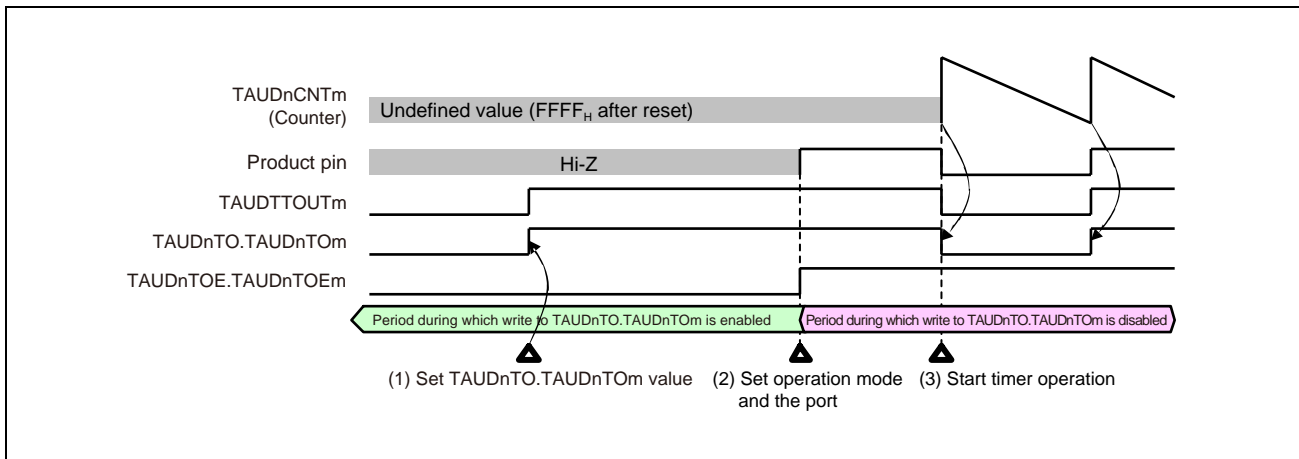 TAUDnCNTm
(Counter)
Undefined value (FFFFH after reset)
Product pin
Hi-Z
TAUDTTOUTm
TAUDnTO.TAUDnTOm
TAUDnTOE.TAUDnTOEm
Period during which write to TAUDnTO.TAUDnTOm is enabled
Period during which write to TAUDnTO.TAUDnTOm is disabled
(1) Set TAUDnTO.TAUDnTOm value
(2) Set operation mode
and the port
(3) Start timer operation